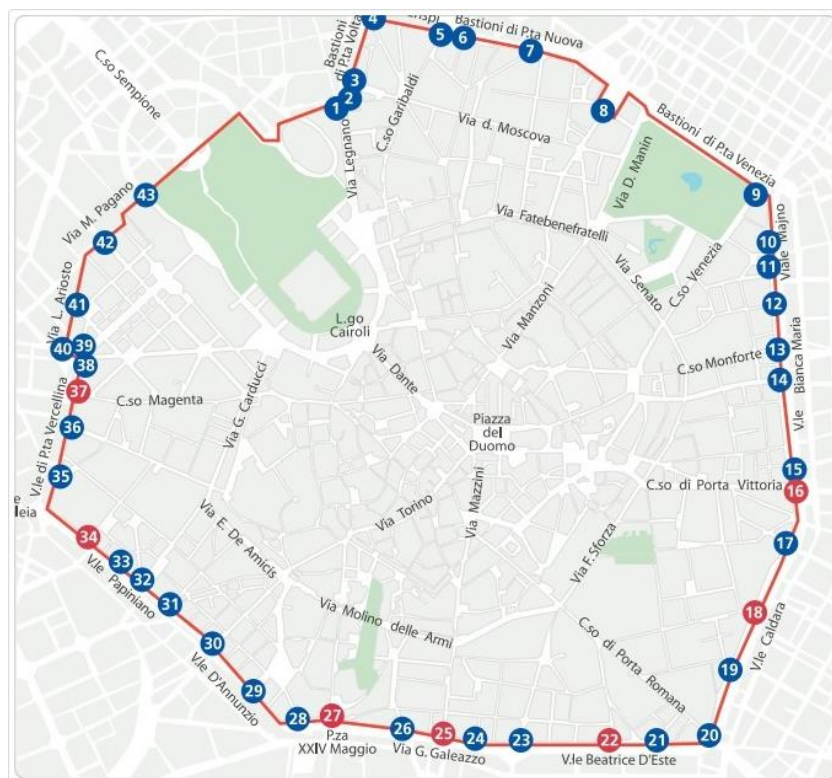 4
rispi
Bastioni di P.ta Nuova
5
6
7
Bastioni
di P.ta Volta
C.so Sempione
3
2
1
8
C.so Garibaldi
Via d. Moscova
Via Legnano
Bastioni di P.ta Venezia
Via D. Manin
9
43
Via M. Pagano
42
Via Fatebenefratelli
10
11
Viale Majno
Via Senato
C.so Venezia
41
Via L. Ariosto
12
L.go
Cairoli
Via Manzoni
40
39
38
13
C.so Monforte
14
V.le Bianca Maria
Via Dante
37
C.so Magenta
Via G. Carducci
36
Piazza
del
Duomo
V.le di P.ta Vercellina
35
15
C.so di Porta Vittoria
16
e
leia
Via E. De Amicis
Via Torino
Via Mazzini
34
17
33
32
31
V.le Papiniano
Via F. Sforza
Via Molino delle Armi
18
V.le Caldara
30
C.so di Porta Romana
19
29
V.le D'Annunzio
28
27
26
25
24
23
22
21
20
P.za
XXIV Maggio
Via G. Galeazzo
V.le Beatrice D'Este